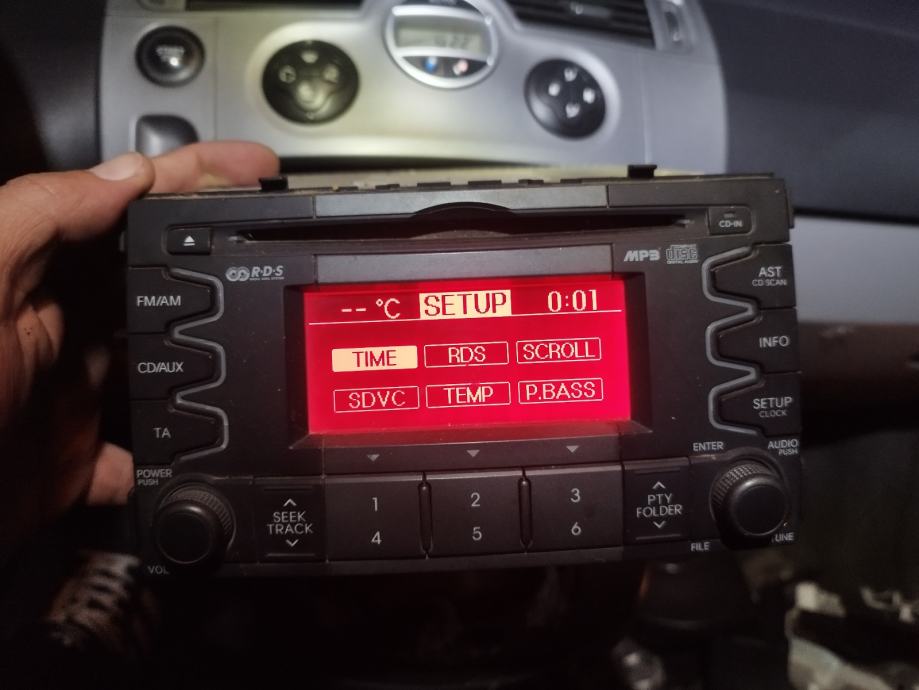 CD-IN
R·D·S
MP3 disc
FM/AM
AST
CD SCAN
-- °C SETUP 0:01
TIME RDS SCROLL
SDVC TEMP P.BASS
CD/AUX
INFO
TA
SETUP
CLOCK
POWER
PUSH
ENTER
AUDIO
PUSH
SEEK
TRACK
1 2 3
4 5 6
PTY
FOLDER
VOL
FILE
TUNE